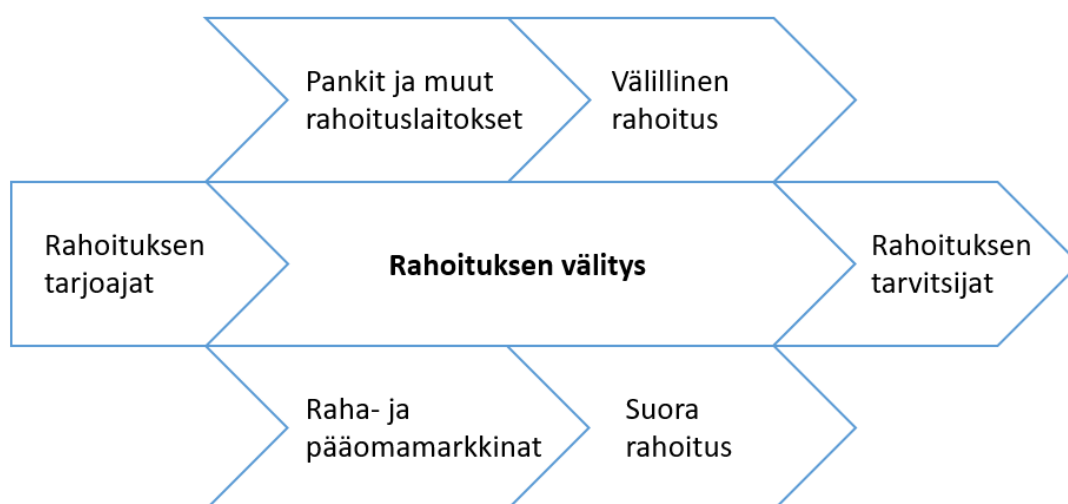 Pankit ja muut
rahoituslaitokset
Välillinen
rahoitus
Rahoituksen
tarjoajat
Rahoituksen välitys
Rahoituksen
tarvitsijat
Raha- ja
pääomamarkkinat
Suora
rahoitus